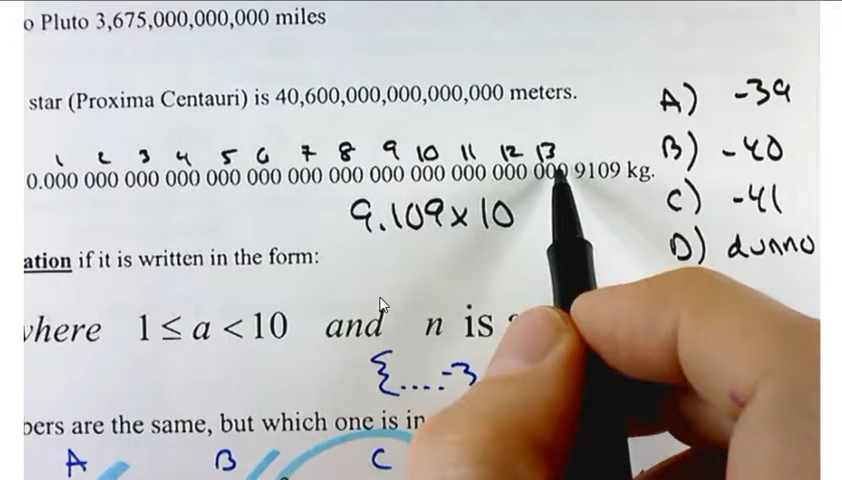 o Pluto 3,675,000,000,000 miles
star (Proxima Centauri) is 40,600,000,000,000,000 meters.
A) -39
1 2 3 4 5 6 7 8 9 10 11 12 13
B) -40
0.000 000 000 000 000 000 000 000 000 000 000 000 000 9109 kg.
C) -41
9.109 x 10
D) dunno
ation if it is written in the form:
where 1 ≤ a < 10 and n is
{....-3
bers are the same, but which one is in
A B C